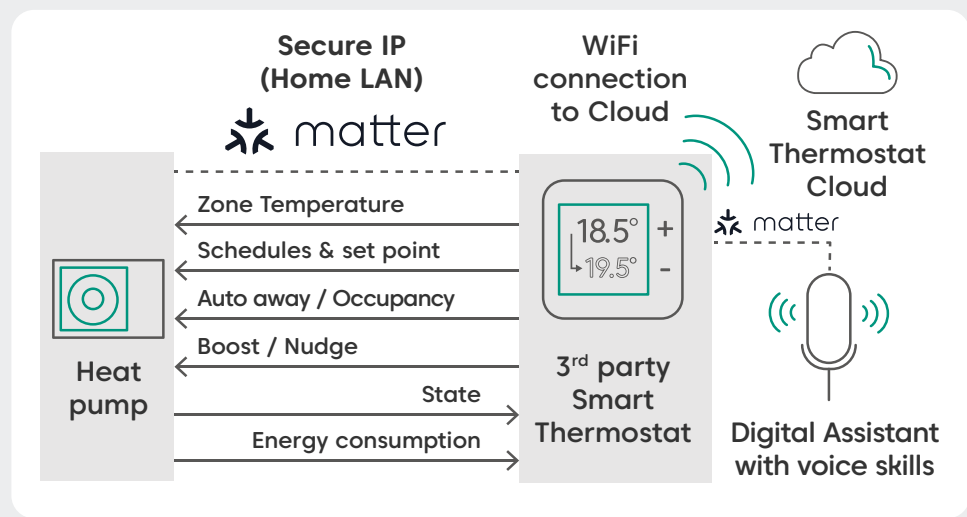 Secure IP
(Home LAN)
matter
WiFi
connection
to Cloud
Smart
Thermostat
Cloud
matter
Zone Temperature
Schedules & set point
Auto away / Occupancy
Boost / Nudge
State
Energy consumption
Heat
pump
18.5°
19.5°
+
-
3rd party
Smart
Thermostat
Digital Assistant
with voice skills